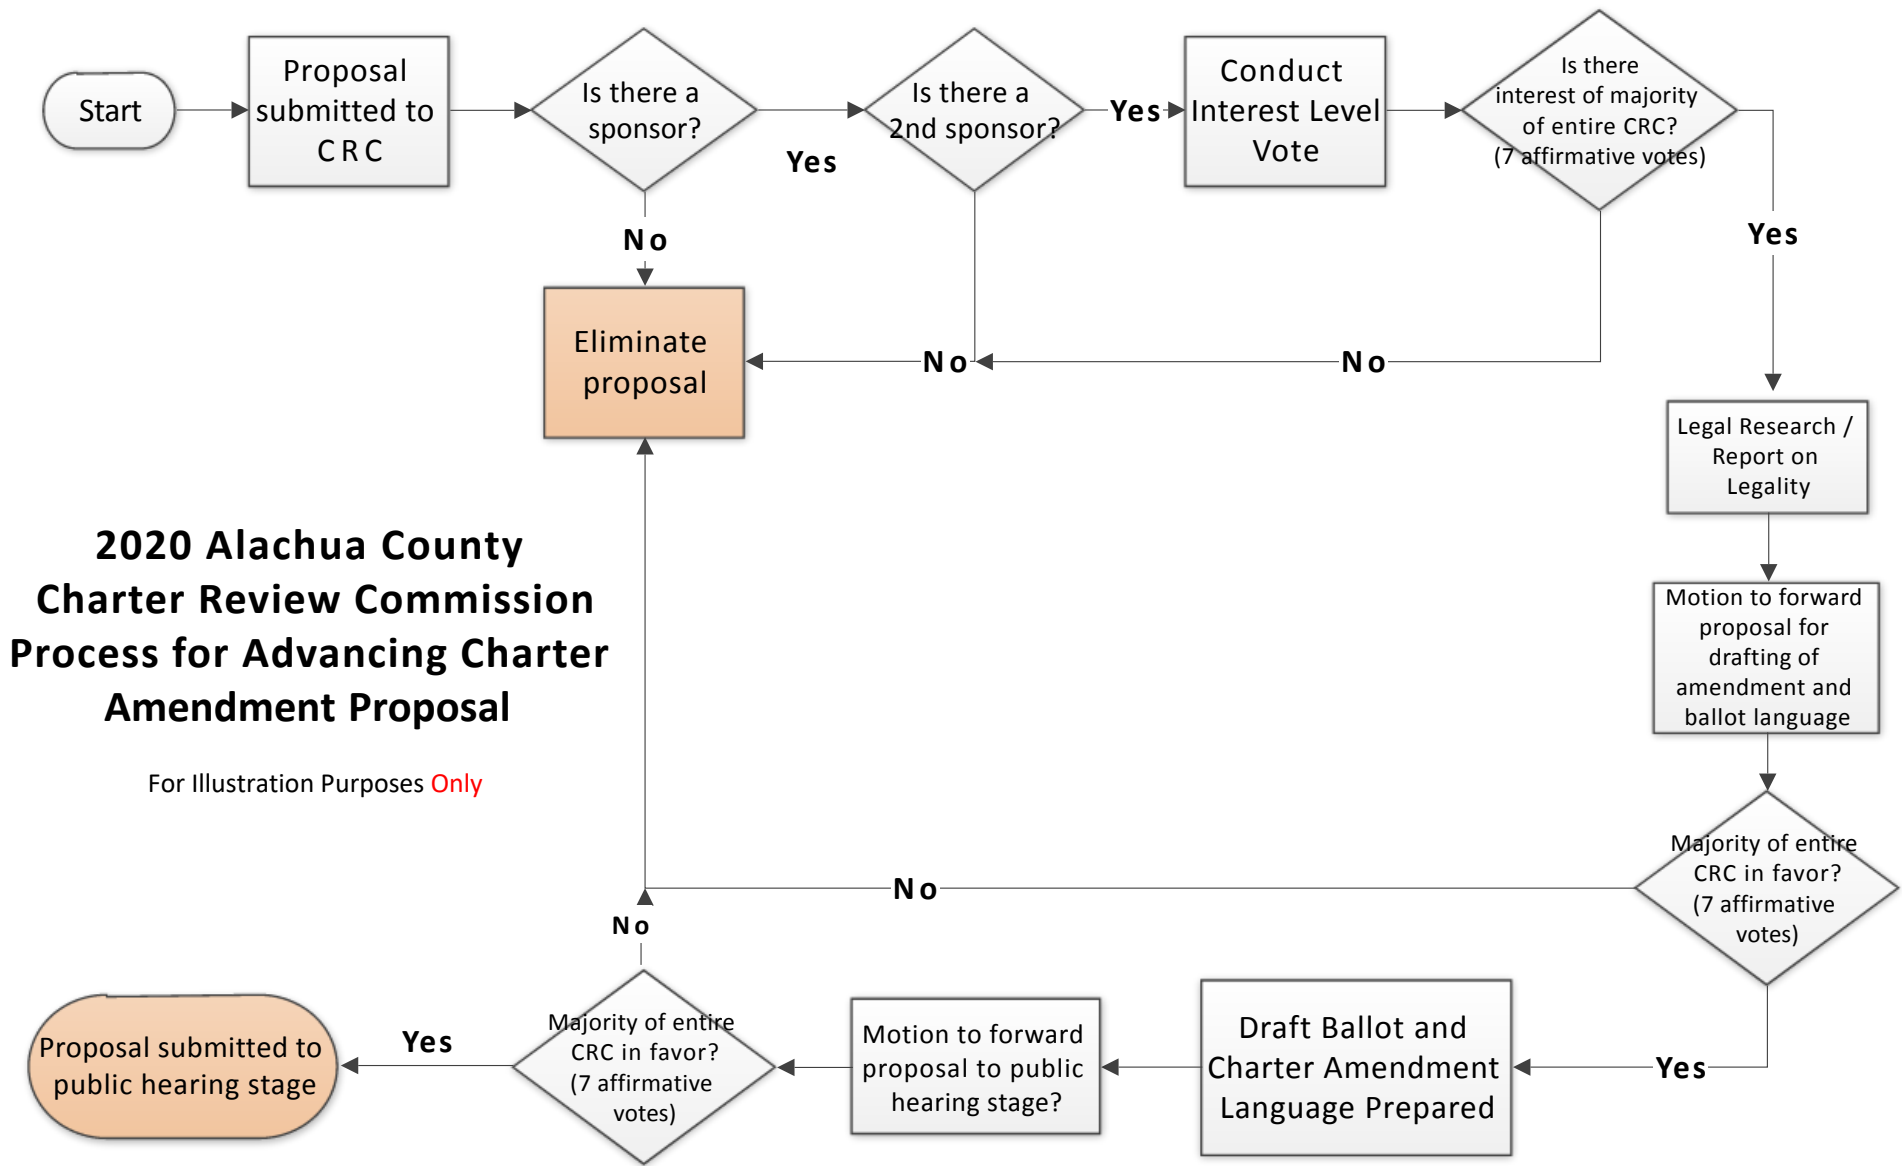 Start
Proposal
submitted to
CRC
Is there a
sponsor?
Yes
Is there a
2nd sponsor?
Yes
Conduct
Interest Level
Vote
Is there
interest of majority
of entire CRC?
(7 affirmative votes)
Yes
No
Eliminate
proposal
No
No
Legal Research /
Report on
Legality
2020 Alachua County
Charter Review Commission
Process for Advancing Charter
Amendment Proposal
For Illustration Purposes Only
Motion to forward
proposal for
drafting of
amendment and
ballot language
Majority of entire
CRC in favor?
(7 affirmative
votes)
No
No
Yes
Draft Ballot and
Charter Amendment
Language Prepared
Motion to forward
proposal to public
hearing stage?
Majority of entire
CRC in favor?
(7 affirmative
votes)
Yes
Proposal submitted to
public hearing stage